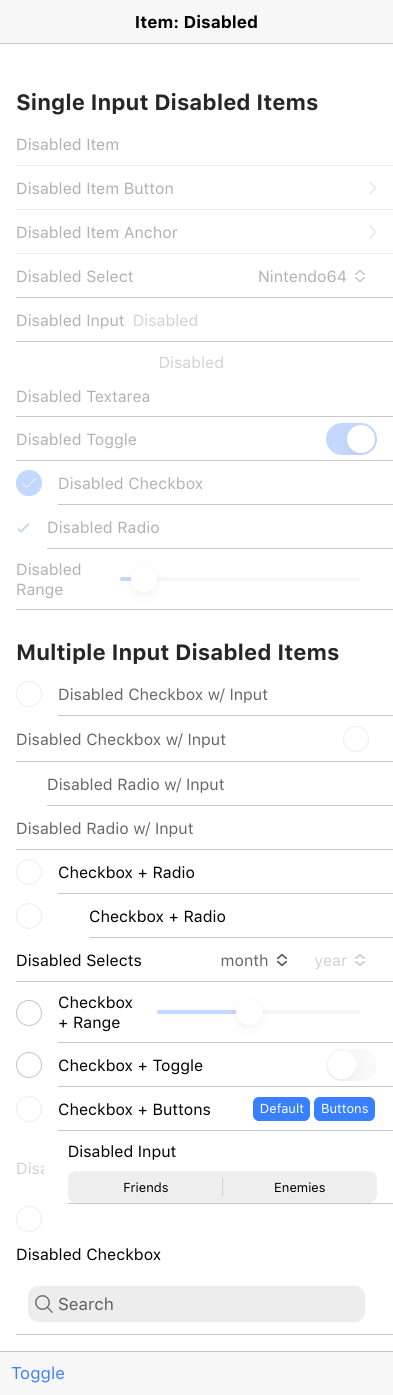 Item: Disabled
Single Input Disabled Items
Disabled Item
Disabled Item Button
Disabled Item Anchor
Disabled Select Nintendo64
Disabled Input Disabled
Disabled
Disabled Textarea
Disabled Toggle
Disabled Checkbox
Disabled Radio
Disabled
Range
Multiple Input Disabled Items
Disabled Checkbox w/ Input
Disabled Checkbox w/ Input
Disabled Radio w/ Input
Disabled Radio w/ Input
Checkbox + Radio
Checkbox + Radio
Disabled Selects month year
Checkbox
+ Range
Checkbox + Toggle
Checkbox + Buttons Default Buttons
Disabled Input
Friends Enemies
Disabled Checkbox
Search
Toggle